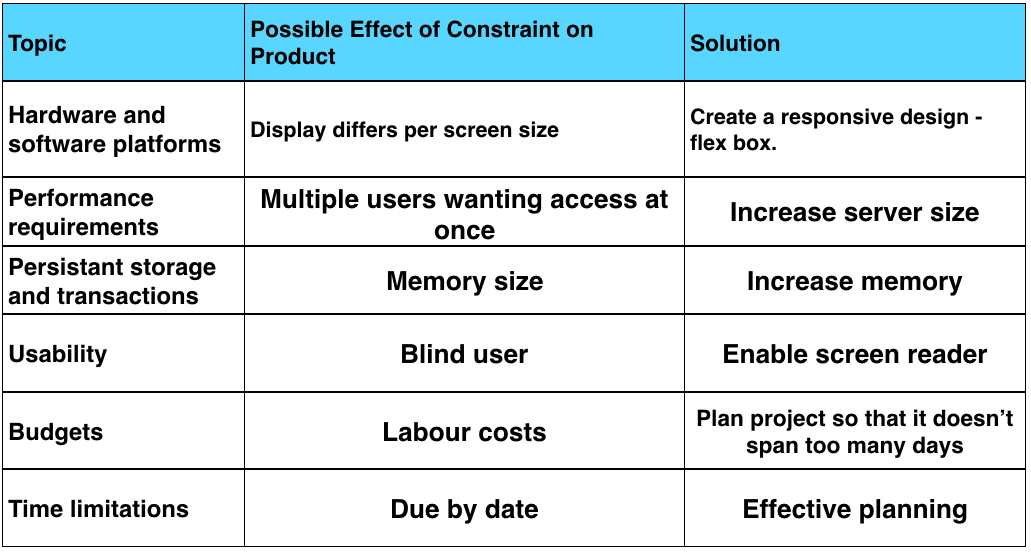 Topic
Possible Effect of Constraint on
Product
Solution
Hardware and
software platforms
Display differs per screen size
Create a responsive design -
flex box.
Performance
requirements
Multiple users wanting access at
once
Increase server size
Persistant storage
and transactions
Memory size
Increase memory
Usability
Blind user
Enable screen reader
Budgets
Labour costs
Plan project so that it doesn’t
span too many days
Time limitations
Due by date
Effective planning